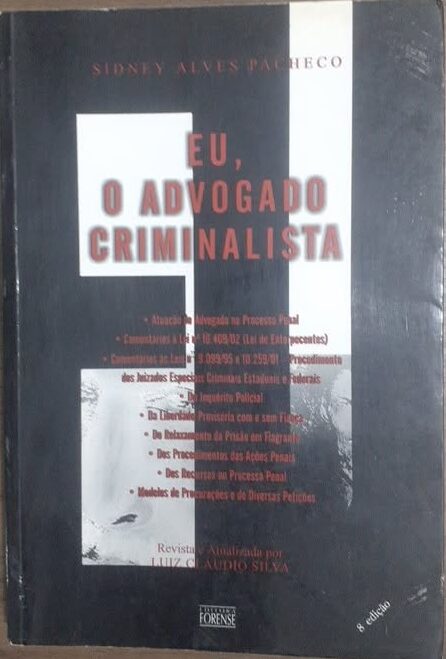 SIDNEY ALVES PACHECO
EU,
O ADVOGADO
CRIMINALISTA
• Atuação do Advogado no Processo Penal
• Comentários à Lei nº 10.409/02 (Lei de Entorpecentes)
• Comentários às Leis nº 9.099/95 e 10.259/01 - Procedimento
dos Juizados Especiais Criminais Estaduais e Federais
• Do Inquérito Policial
• Da Liberdade Provisória com e sem Fiança
• Do Relaxamento da Prisão em Flagrante
• Dos Procedimentos das Ações Penais
• Dos Recursos no Processo Penal
• Modelos de Procurações e de Diversas Petições
Revista e Atualizada por
LUIZ CLÁUDIO SILVA
EDITORA
FORENSE
8ª edição